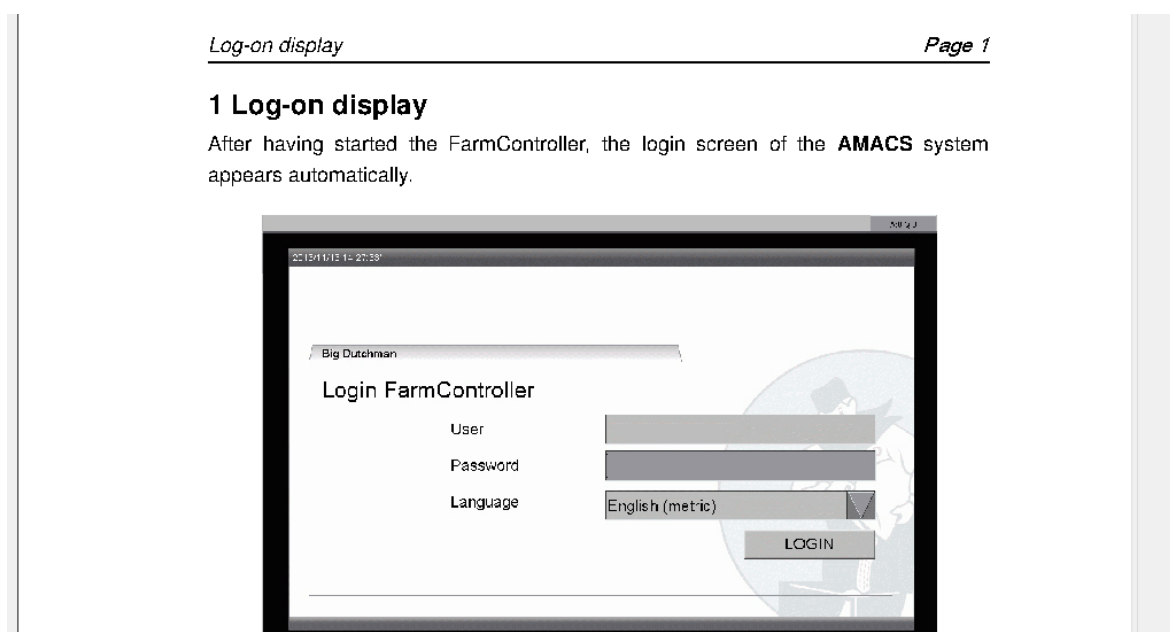 Log-on display Page 1
1 Log-on display
After having started the FarmController, the login screen of the AMACS system
appears automatically.
Big Dutchman
Login FarmController
User
Password
Language English (metric)
LOGIN